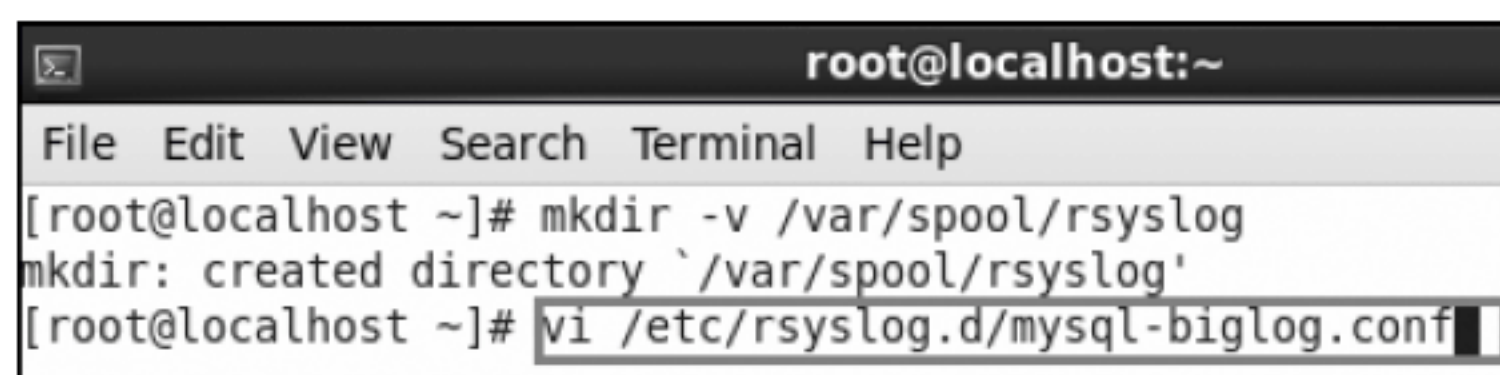 root@localhost:~
File Edit View Search Terminal Help
[root@localhost ~]# mkdir -v /var/spool/rsyslog
mkdir: created directory `/var/spool/rsyslog'
[root@localhost ~]# vi /etc/rsyslog.d/mysql-biglog.conf